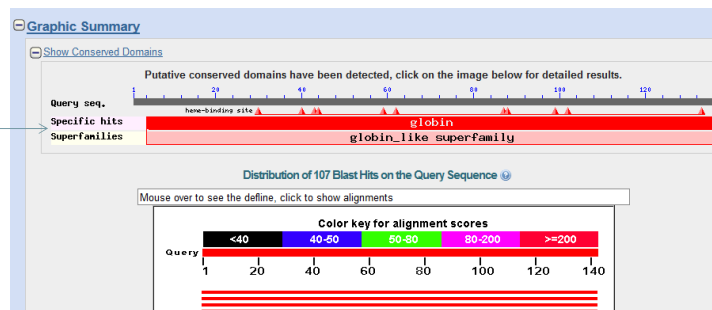 Graphic Summary
Show Conserved Domains
Putative conserved domains have been detected, click on the image below for detailed results.
1 20 40 60 80 100 120
Query seq.
heme-binding site
Specific hits globin
Superfamilies globin_like superfamily
Distribution of 107 Blast Hits on the Query Sequence
Mouse over to see the defline, click to show alignments
Color key for alignment scores
<40 40-50 50-80 80-200 >=200
Query
1 20 40 60 80 100 120 140